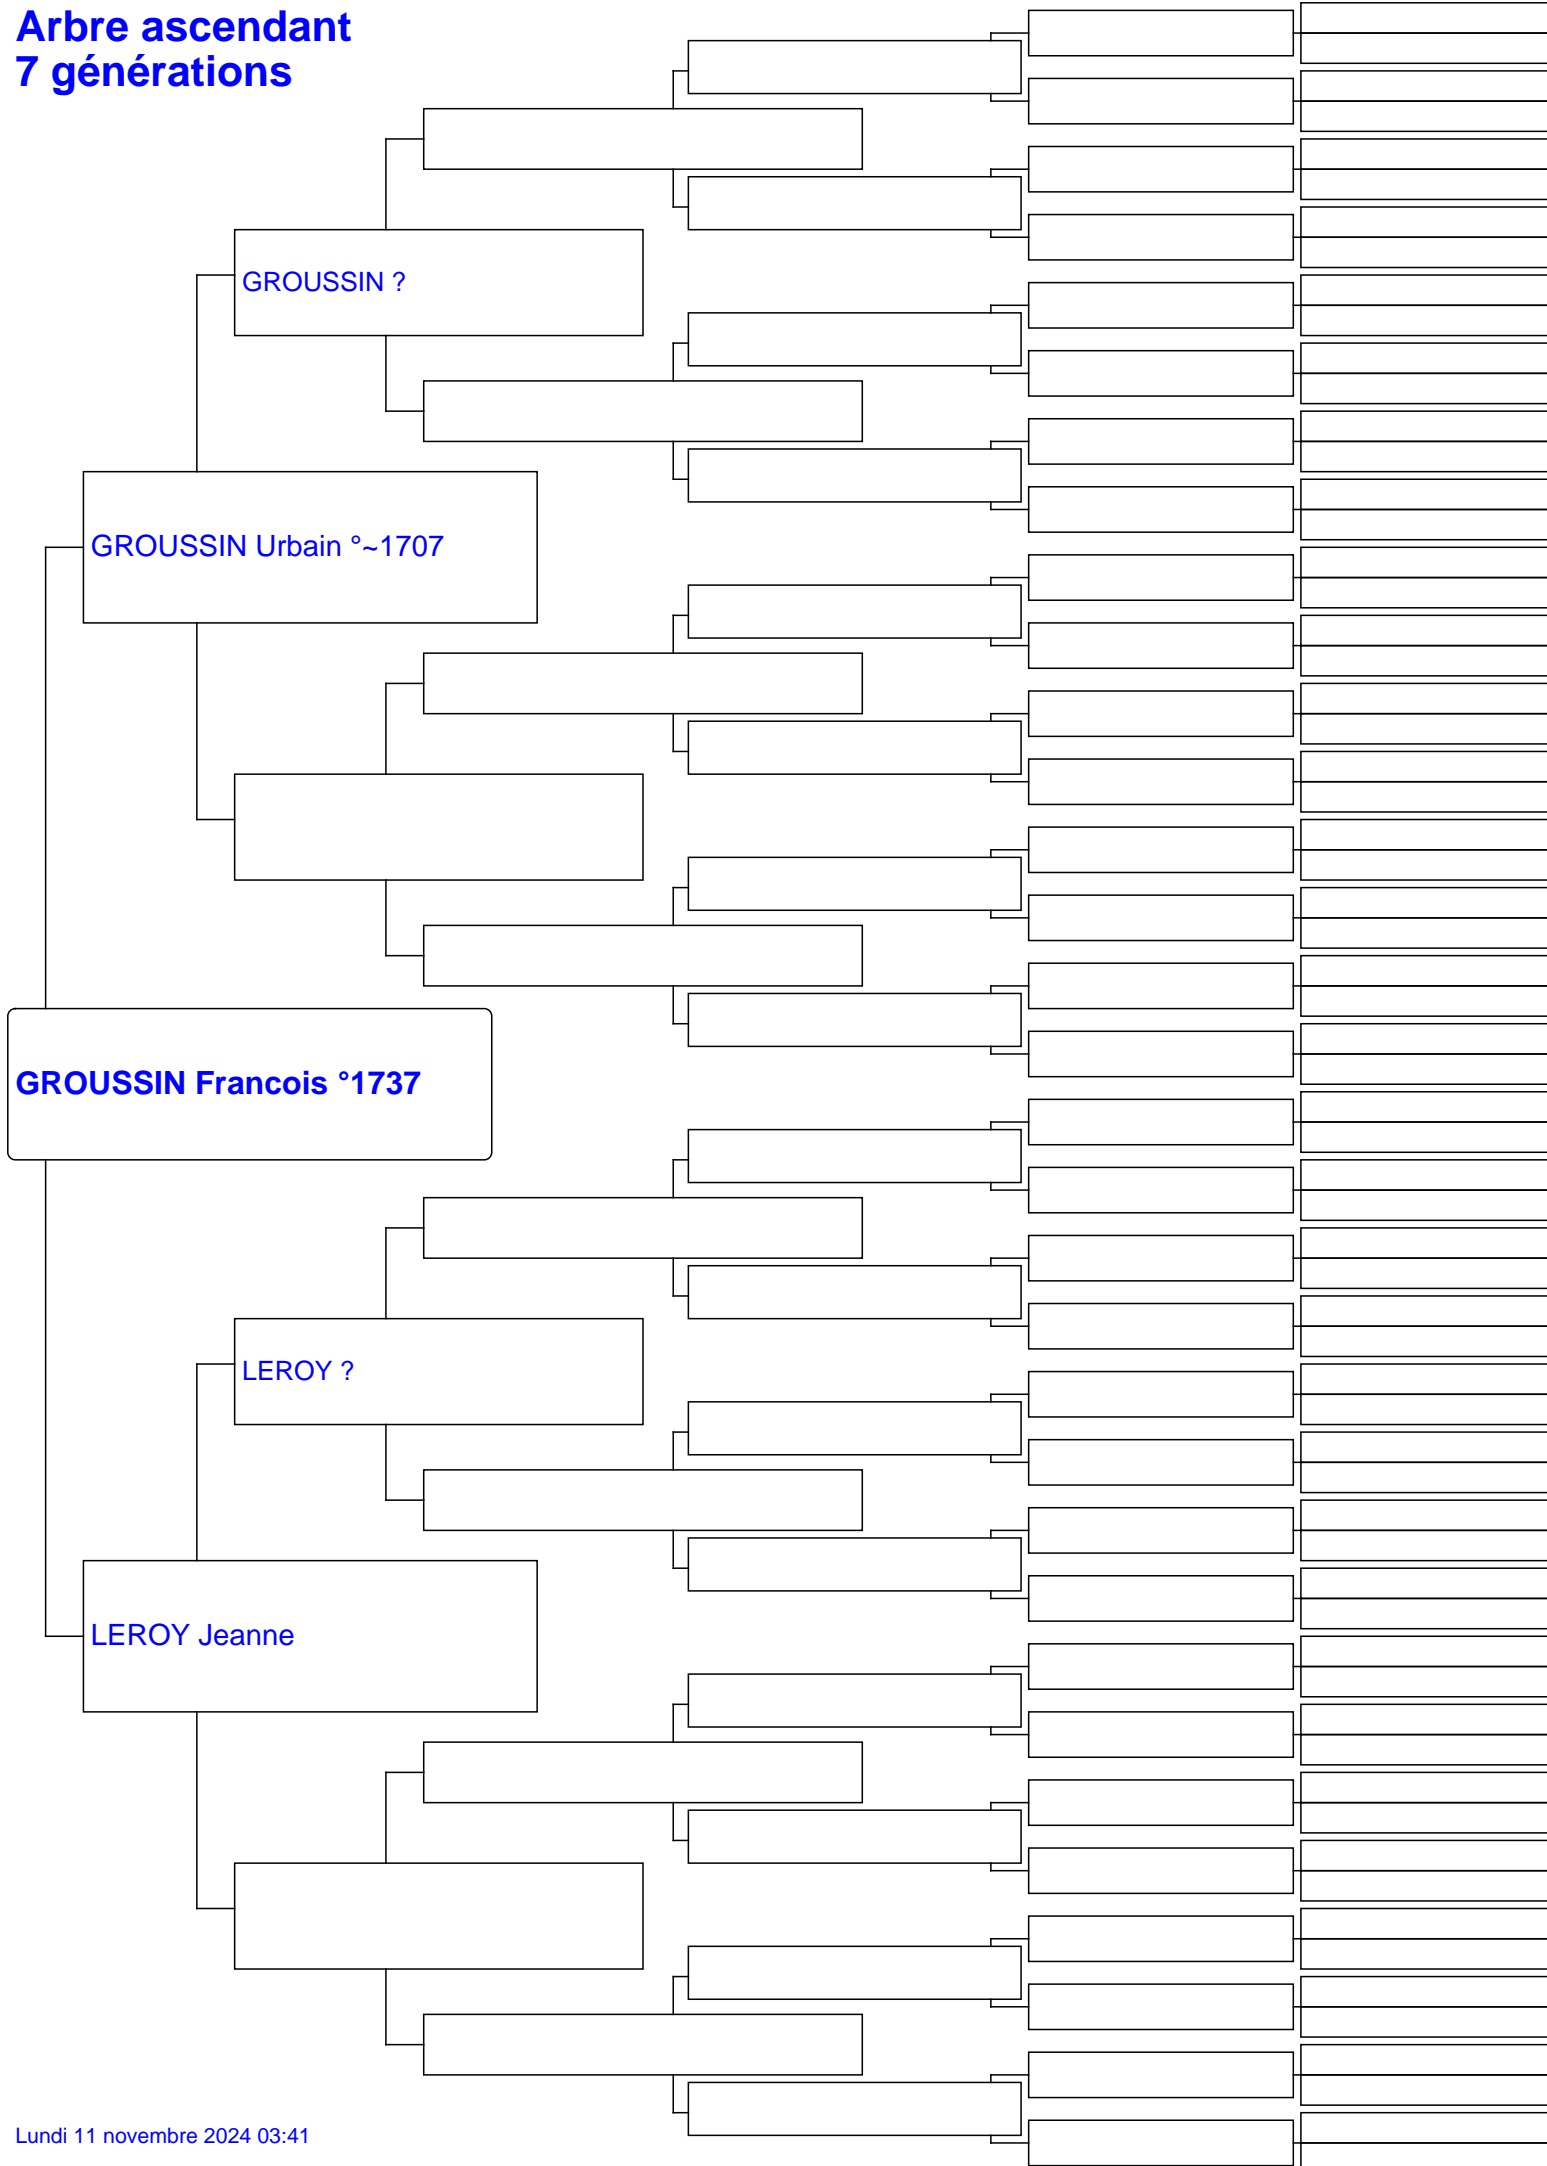 Arbre ascendant
7 générations
GROUSSIN ?
GROUSSIN Urbain °~1707
GROUSSIN Francois °1737
LEROY ?
LEROY Jeanne
Lundi 11 novembre 2024 03:41